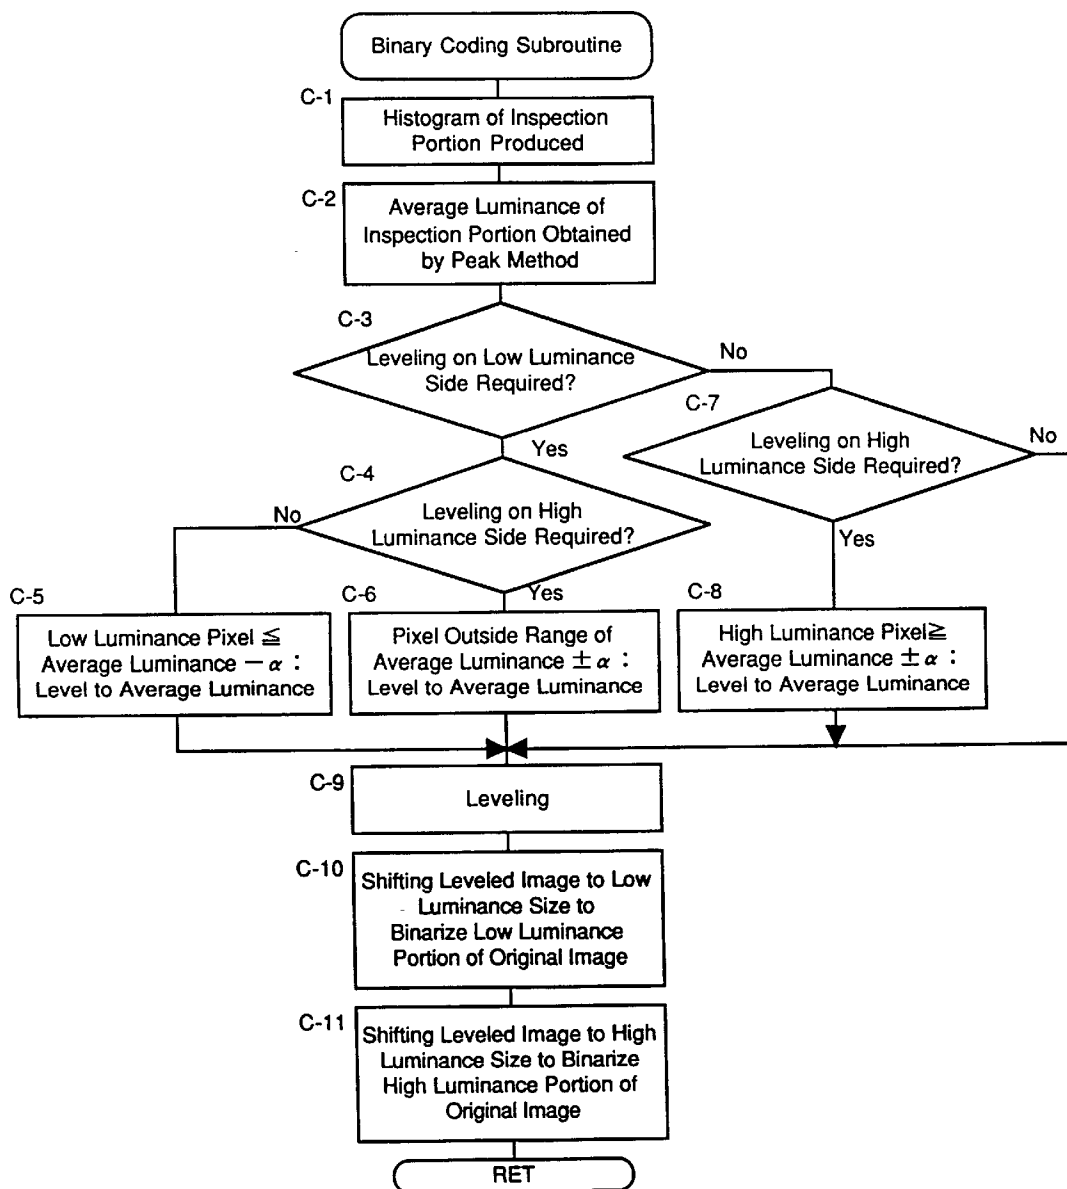 Binary Coding Subroutine
C-1
Histogram of Inspection
Portion Produced
C-2
Average Luminance of
Inspection Portion Obtained
by Peak Method
C-3
Leveling on Low Luminance
Side Required?
No
Yes
C-7
Leveling on High
Luminance Side Required?
No
Yes
C-4
Leveling on High
Luminance Side Required?
No
Yes
C-5
Low Luminance Pixel ≦
Average Luminance −α :
Level to Average Luminance
C-6
Pixel Outside Range of
Average Luminance ±α :
Level to Average Luminance
C-8
High Luminance Pixel≧
Average Luminance ±α :
Level to Average Luminance
C-9
Leveling
C-10
Shifting Leveled Image to Low
Luminance Size to
Binarize Low Luminance
Portion of Original Image
C-11
Shifting Leveled Image to High
Luminance Size to Binarize
High Luminance Portion of
Original Image
RET